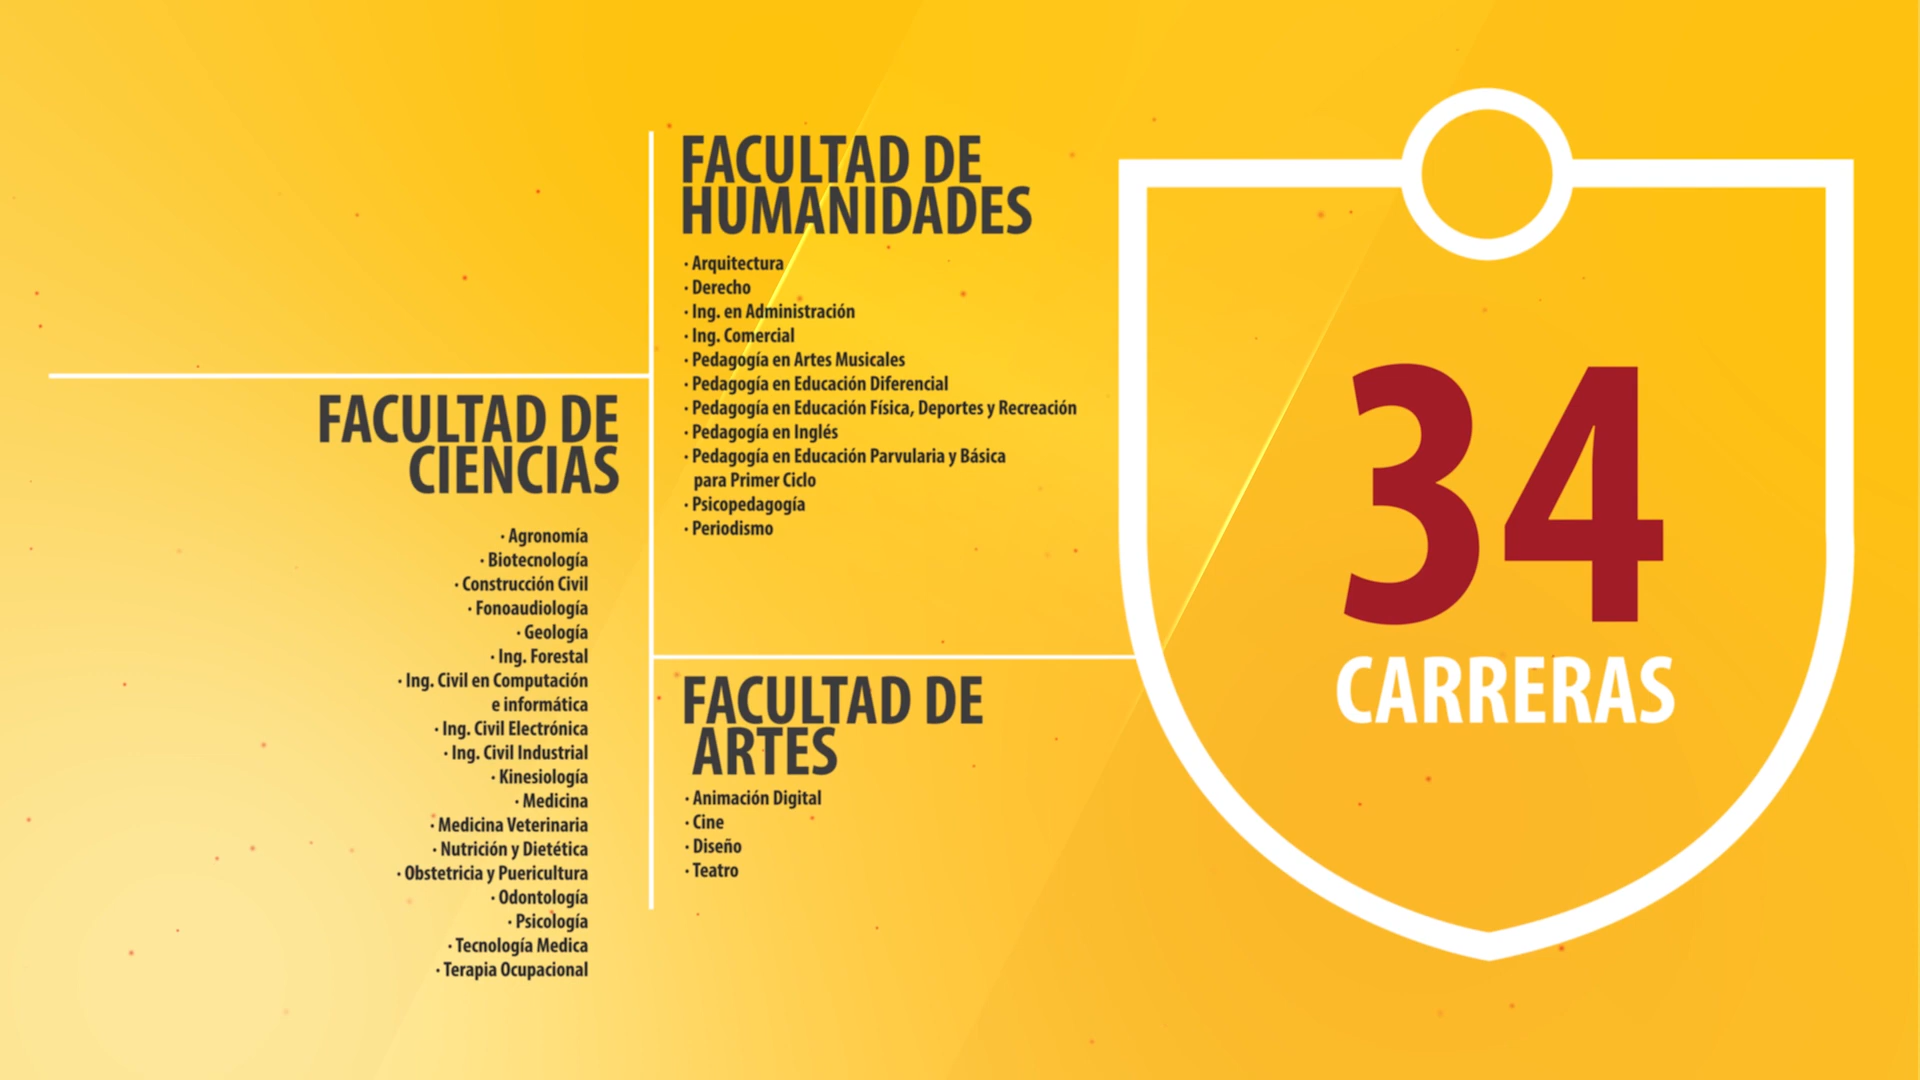 FACULTAD DE
HUMANIDADES
· Arquitectura
· Derecho
· Ing. en Administración
· Ing. Comercial
· Pedagogía en Artes Musicales
· Pedagogía en Educación Diferencial
· Pedagogía en Educación Física, Deportes y Recreación
· Pedagogía en Inglés
· Pedagogía en Educación Parvularia y Básica
para Primer Ciclo
· Psicopedagogía
· Periodismo
FACULTAD DE
CIENCIAS
· Agronomía
· Biotecnología
· Construcción Civil
· Fonoaudiología
· Geología
· Ing. Forestal
· Ing. Civil en Computación
e informática
· Ing. Civil Electrónica
· Ing. Civil Industrial
· Kinesiología
· Medicina
· Medicina Veterinaria
· Nutrición y Dietética
· Obstetricia y Puericultura
· Odontología
· Psicología
· Tecnología Medica
· Terapia Ocupacional
FACULTAD DE
ARTES
· Animación Digital
· Cine
· Diseño
· Teatro
34
CARRERAS